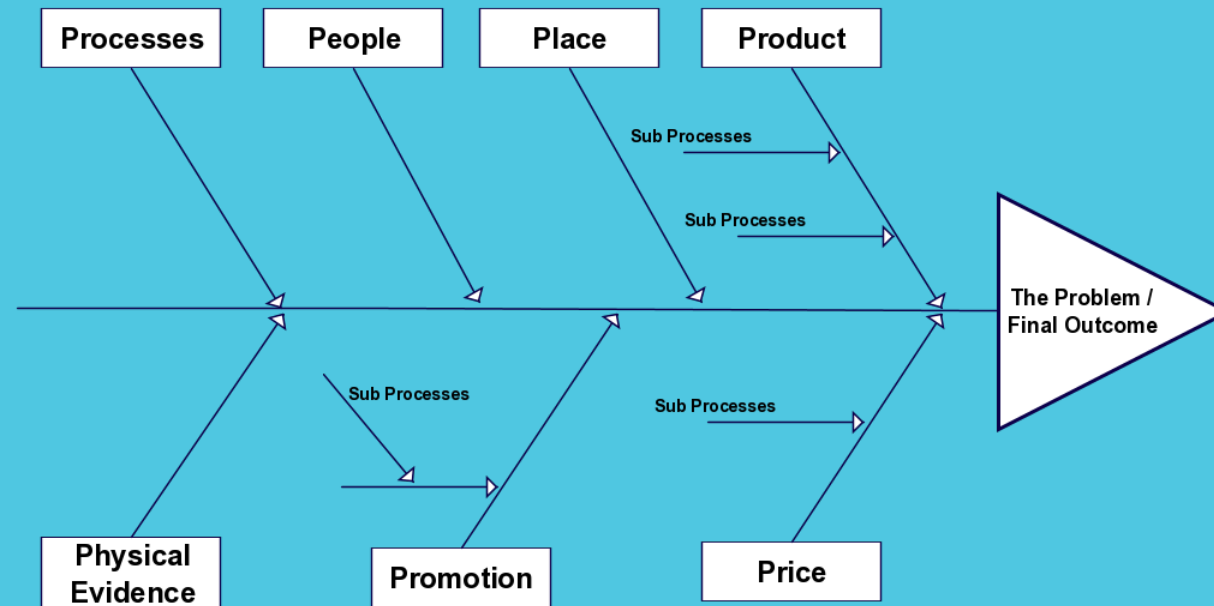 Processes
People
Place
Product
Sub Processes
Sub Processes
The Problem /
Final Outcome
Sub Processes
Sub Processes
Physical
Evidence
Promotion
Price